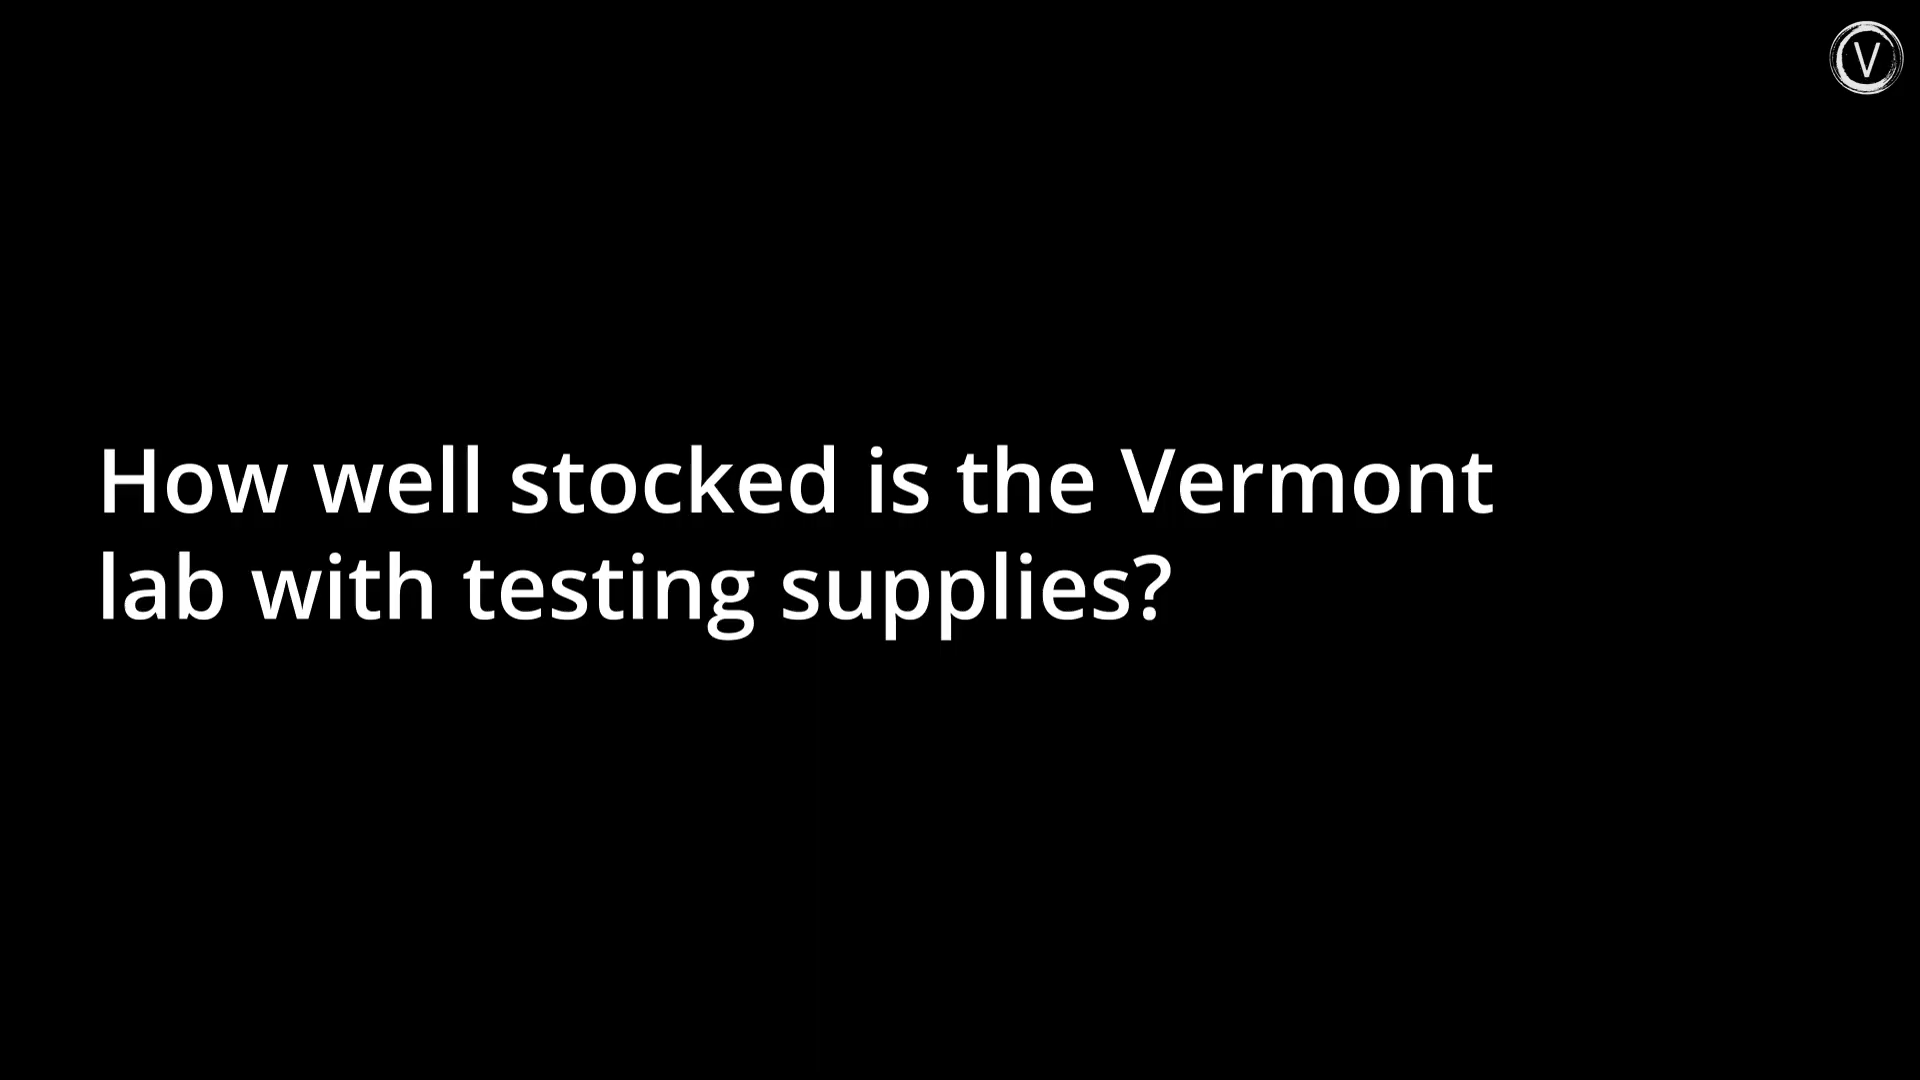 V
How well stocked is the Vermont
lab with testing supplies?